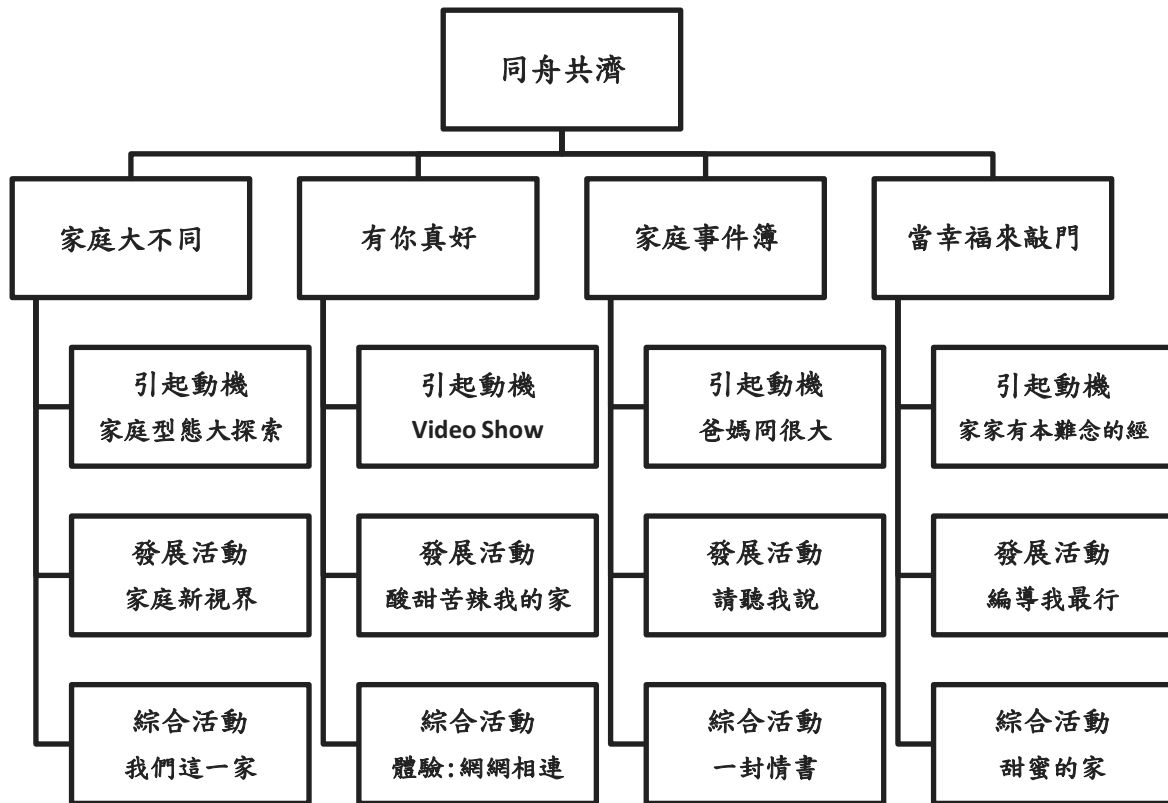 同舟共濟
家庭大不同
有你真好
家庭事件簿
當幸福來敲門
引起動機
家庭型態大探索
引起動機
Video Show
引起動機
爸媽冏很大
引起動機
家家有本難念的經
發展活動
家庭新視界
發展活動
酸甜苦辣我的家
發展活動
請聽我說
發展活動
編導我最行
綜合活動
我們這一家
綜合活動
體驗:網網相連
綜合活動
一封情書
綜合活動
甜蜜的家